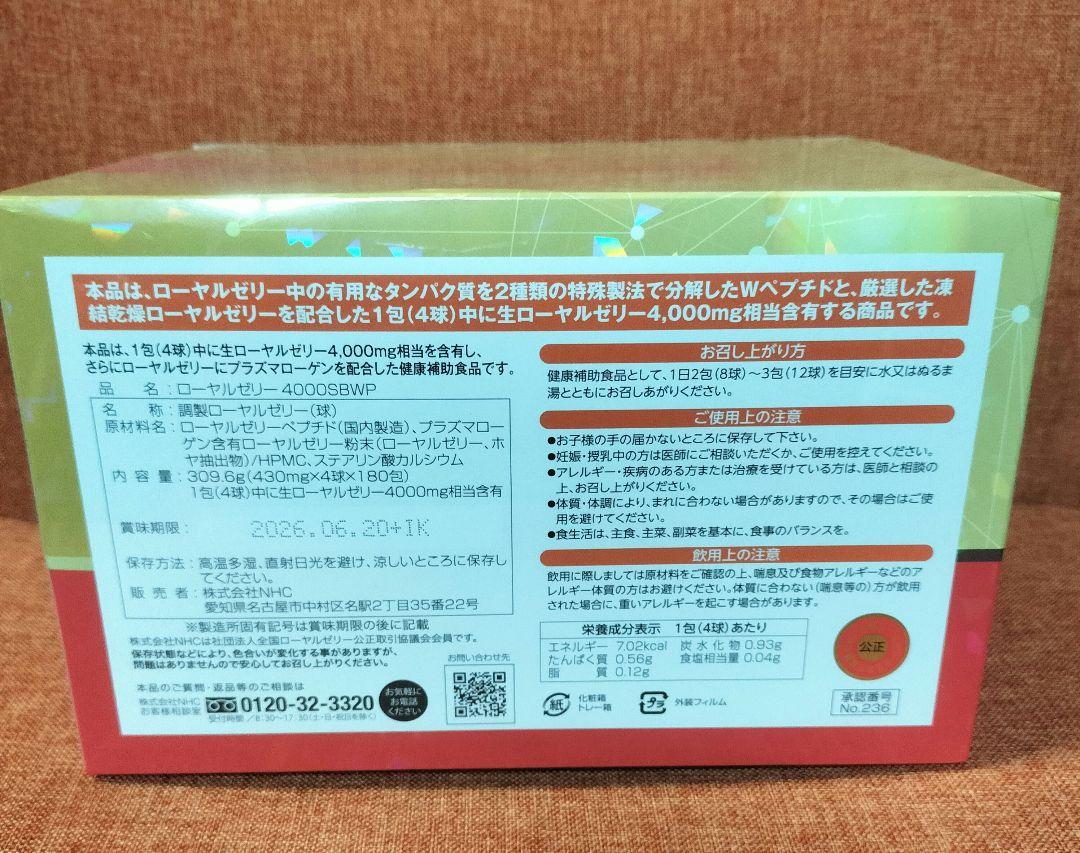 本品は、ローヤルゼリー中の有用なタンパク質を2種類の特殊製法で分解したWペプチドと、厳選した凍
結乾燥ローヤルゼリーを配合した1包(4球)中に生ローヤルゼリー4,000mg相当含有する商品です。
本品は、1包(4球)中に生ローヤルゼリー4,000mg相当を含有し、
さらにローヤルゼリーにプラズマローゲンを配合した健康補助食品です。
品 名:ローヤルゼリー 4000SBWP
名 称:調製ローヤルゼリー(球)
原材料名:ローヤルゼリーペプチド(国内製造)、プラズマロー
ゲン含有ローヤルゼリー粉末(ローヤルゼリー、ホ
ヤ抽出物)/HPMC、ステアリン酸カルシウム
内 容 量:309.6g(430mg×4球×180包)
1包(4球)中に生ローヤルゼリー4000mg相当含有
賞味期限: 2026.06.20+IK
保存方法:高温多湿、直射日光を避け、涼しいところに保存し
てください。
販 売 者:株式会社NHC
愛知県名古屋市中村区名駅2丁目35番22号
※製造所固有記号は賞味期限の後に記載
株式会社NHCは社団法人全国ローヤルゼリー公正取引協議会会員です。
保存状態などにより、色合いが変化する事がありますが、
問題はありませんので安心してお召し上がりください。
本品のご質問・返品等のご相談は
株式会社NHC
お客様相談室
0120-32-3320
受付時間/8:30〜17:30(土・日・祝日を除く)
お気軽に
お電話
ください
お問い合わせ先
お召し上がり方
健康補助食品として、1日2包(8球)〜3包(12球)を目安に水又はぬるま
湯とともにお召しあがりください。
ご使用上の注意
●お子様の手の届かないところに保存して下さい。
●妊娠・授乳中の方は医師にご相談いただくか、ご使用を控えてください。
●アレルギー・疾病のある方または治療を受けている方は、医師と相談の
上、お召し上がりください。
●体質・体調により、まれに合わない場合がありますので、その場合はご使
用を避けてください。
●食生活は、主食、主菜、副菜を基本に、食事のバランスを。
飲用上の注意
飲用に際しましては原材料をご確認の上、喘息及び食物アレルギーなどのアレ
ルギー体質の方はお避けください。体質に合わない(喘息等の)方が飲用
された場合に、重いアレルギーを起こす場合があります。
栄養成分表示 1包(4球)あたり
エネルギー 7.02kcal 炭水化物 0.93g
たんぱく質 0.56g 食塩相当量 0.04g
脂 質 0.12g
紙
化粧箱
トレー箱
プラ
外装フィルム
公正
承認番号
No.236